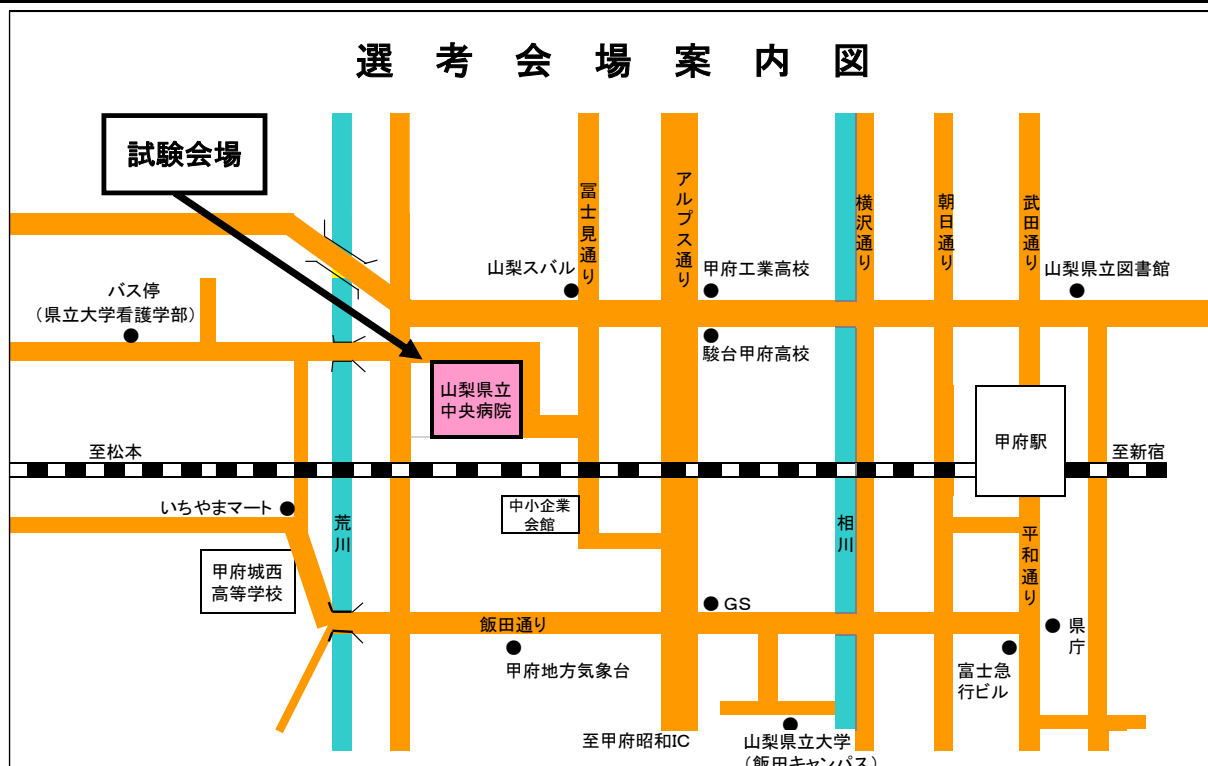 選考会場案内図
試験会場
冨士見通り
アルプス通り
横沢通り
朝日通り
武田通り
山梨スバル
甲府工業高校
山梨県立図書館
バス停
(県立大学看護学部)
駿台甲府高校
山梨県立
中央病院
甲府駅
至松本
至新宿
いちやまマート
中小企業
会館
荒川
相川
平和通り
甲府城西
高等学校
GS
飯田通り
県庁
甲府地方気象台
富士急
行ビル
至甲府昭和IC
山梨県立大学
(飯田キャンパス)